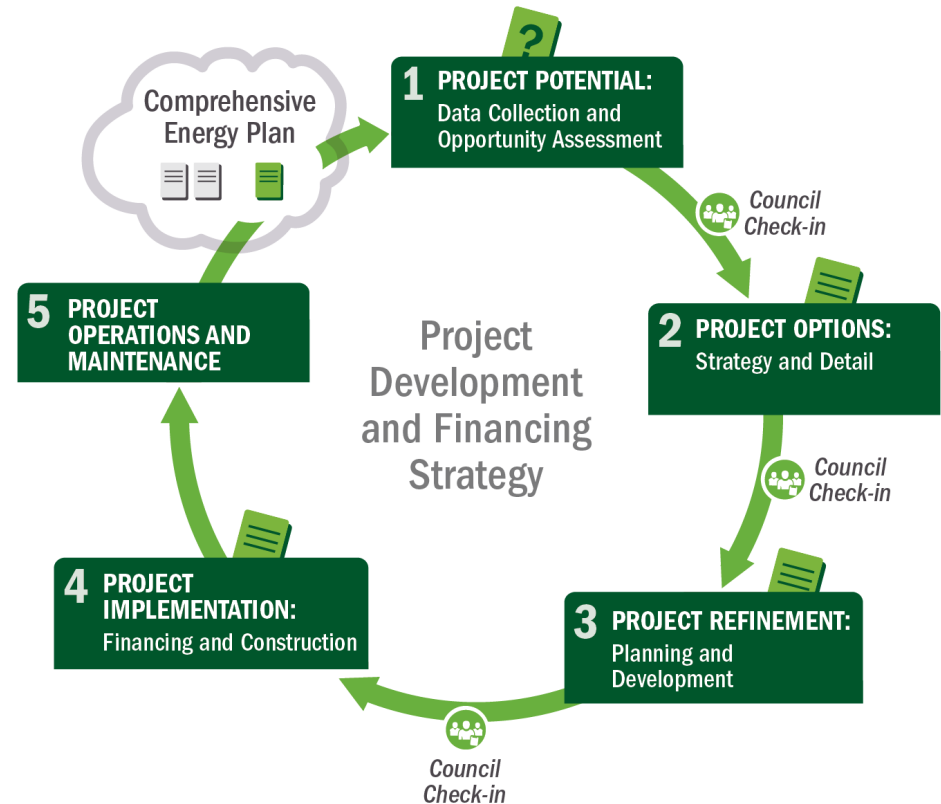 Comprehensive
Energy Plan
?
1 PROJECT POTENTIAL:
Data Collection and
Opportunity Assessment
Council
Check-in
2 PROJECT OPTIONS:
Strategy and Detail
Council
Check-in
3 PROJECT REFINEMENT:
Planning and
Development
Council
Check-in
4 PROJECT
IMPLEMENTATION:
Financing and Construction
5 PROJECT
OPERATIONS AND
MAINTENANCE
Project
Development
and Financing
Strategy